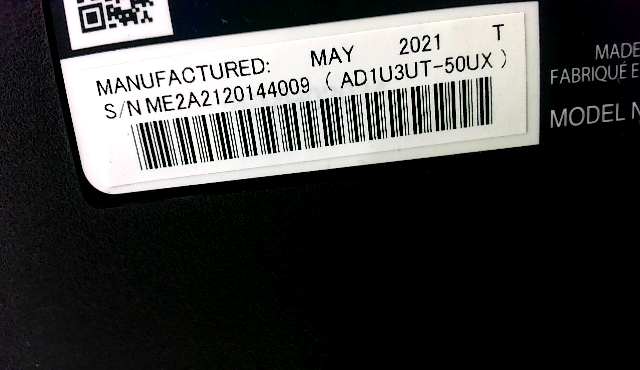 MANUFACTURED: MAY 2021 T
S/N ME2A2120144009 ( AD1U3UT-50UX )
MADE
FABRIQUÉ E
MODEL N